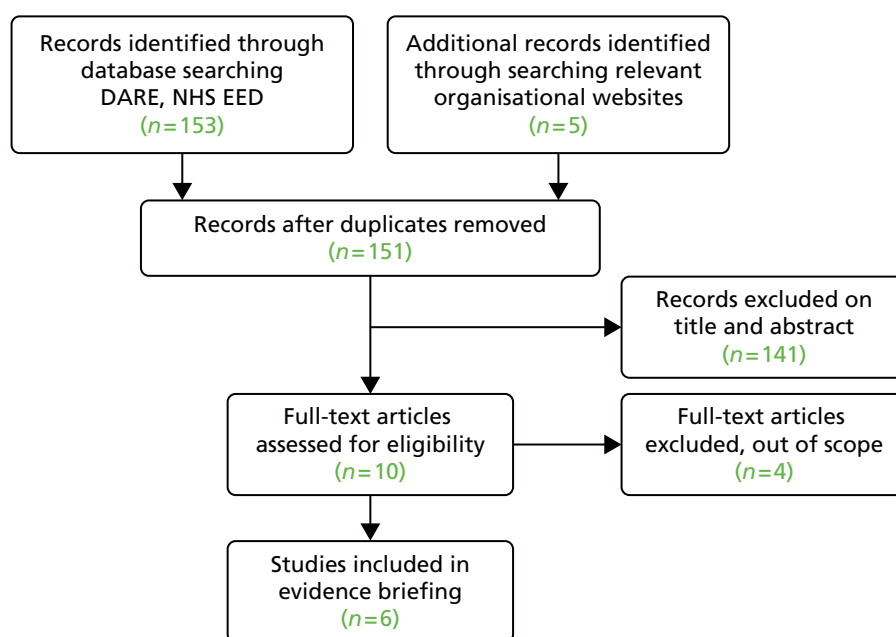 Records identified through
database searching
DARE, NHS EED
(n=153)
Additional records identified
through searching relevant
organisational websites
(n=5)
Records after duplicates removed
(n=151)
Records excluded on
title and abstract
(n=141)
Full-text articles
assessed for eligibility
(n=10)
Full-text articles
excluded, out of scope
(n=4)
Studies included in
evidence briefing
(n=6)